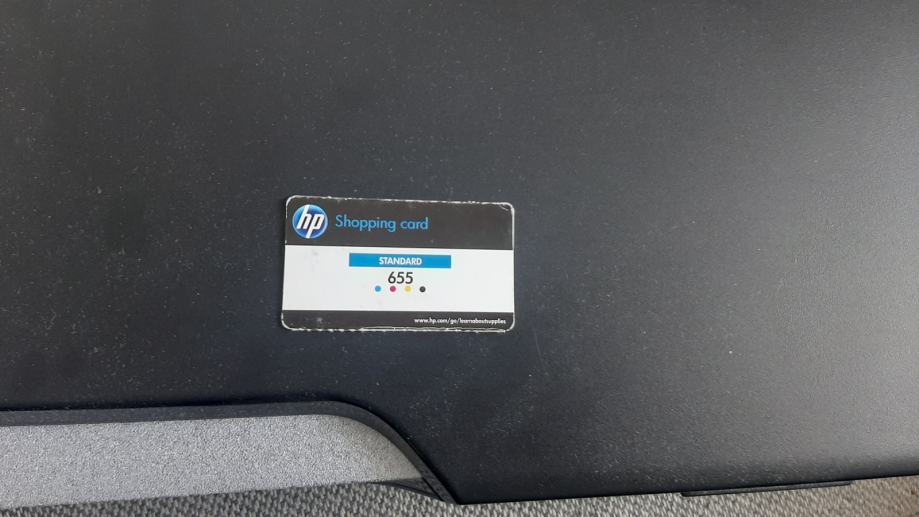 hp Shopping card
STANDARD
655
www.hp.com/go/learnaboutsupplies